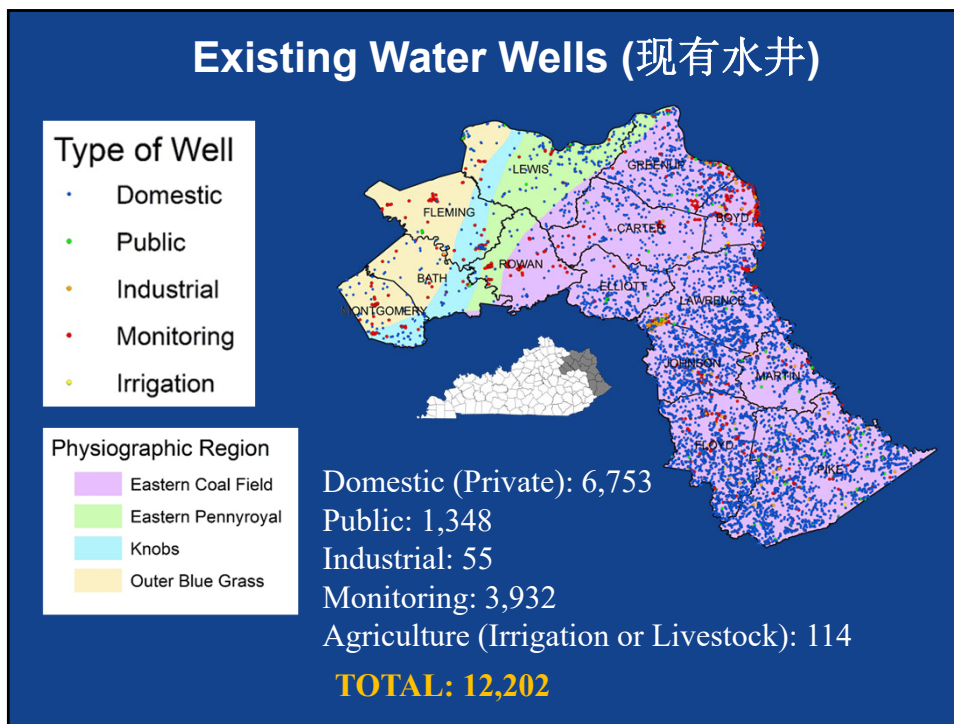 Existing Water Wells (现有水井)
Type of Well
Domestic
Public
Industrial
Monitoring
Irrigation
LEWIS
GREENUP
FLEMING
BOYD
CARTER
ROWAN
BATH
ELLIOTT
LAWRENCE
MONTGOMERY
JOHNSON
MARTIN
FLOYD
PIKE
Physiographic Region
Eastern Coal Field
Eastern Pennyroyal
Knobs
Outer Blue Grass
Domestic (Private): 6,753
Public: 1,348
Industrial: 55
Monitoring: 3,932
Agriculture (Irrigation or Livestock): 114
TOTAL: 12,202